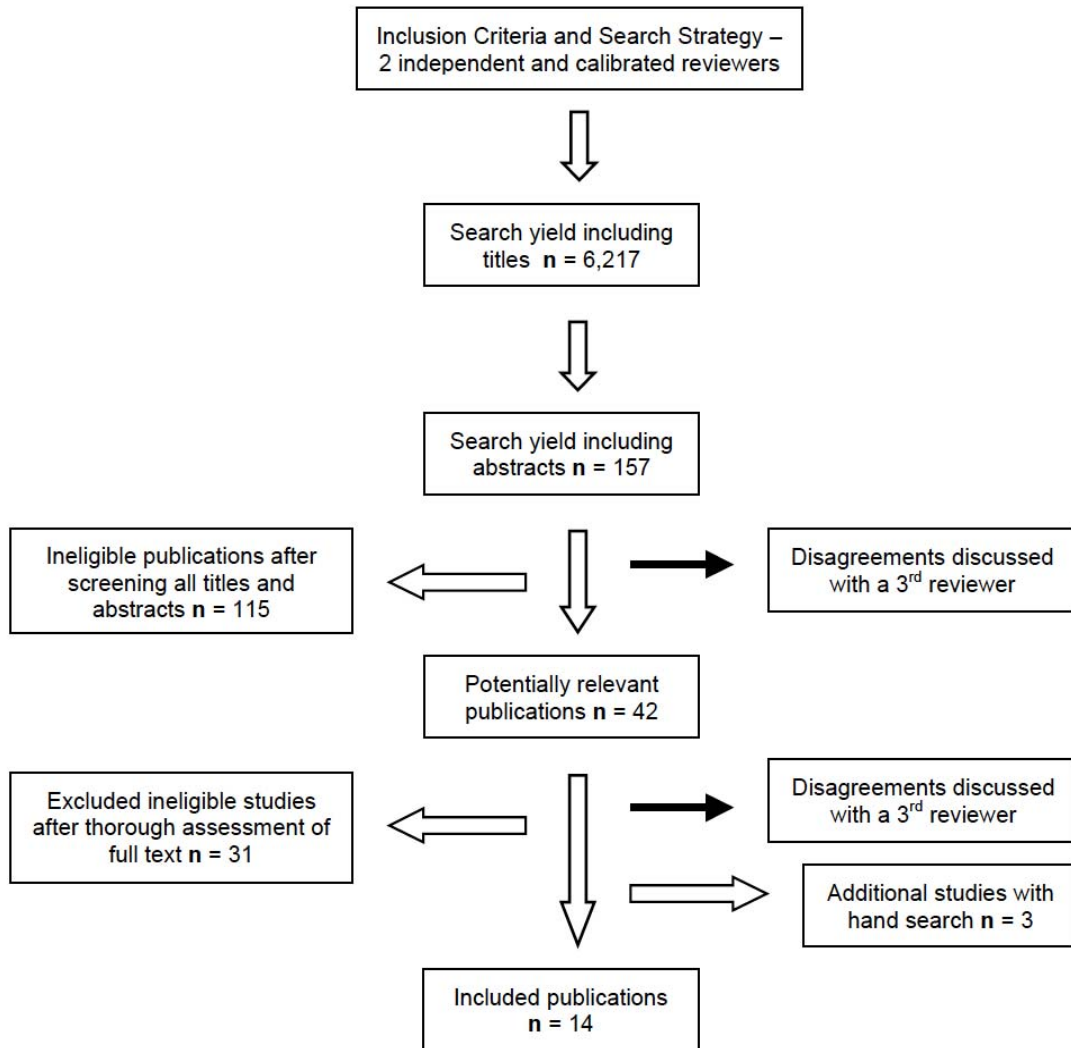 Inclusion Criteria and Search Strategy –
2 independent and calibrated reviewers
Search yield including
titles n = 6,217
Search yield including
abstracts n = 157
Ineligible publications after
screening all titles and
abstracts n = 115
Disagreements discussed
with a 3rd reviewer
Potentially relevant
publications n = 42
Excluded ineligible studies
after thorough assessment of
full text n = 31
Disagreements discussed
with a 3rd reviewer
Additional studies with
hand search n = 3
Included publications
n = 14